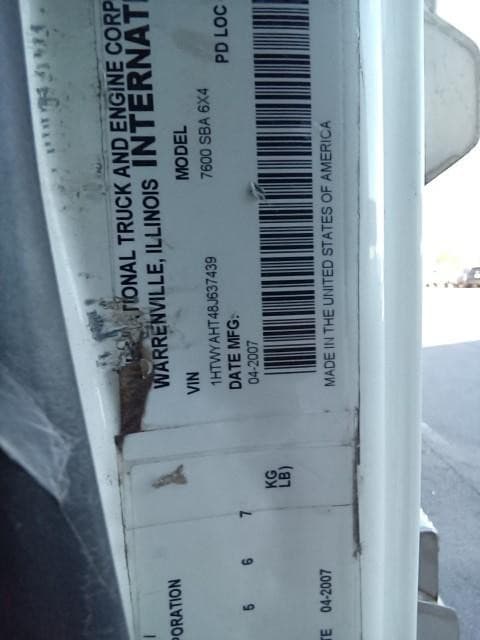 TIONAL TRUCK AND ENGINE CORP
WARRENVILLE, ILLINOIS INTERNATI
MODEL
7600 SBA 6X4
PD LOC
VIN
1HTWYAHT48J637439
DATE MFG:
04-2007
MADE IN THE UNITED STATES OF AMERICA
PORATION
5 6 7
KG
LB)
TE 04-2007